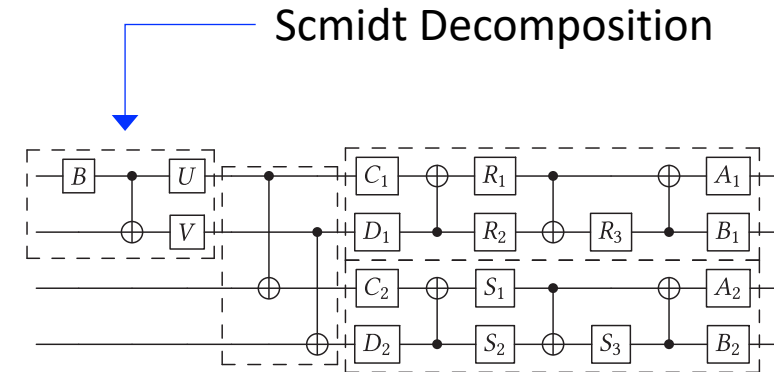 Scmidt Decomposition
B U C₁ R₁ A₁
V D₁ R₂ R₃ B₁
C₂ S₁ A₂
D₂ S₂ S₃ B₂